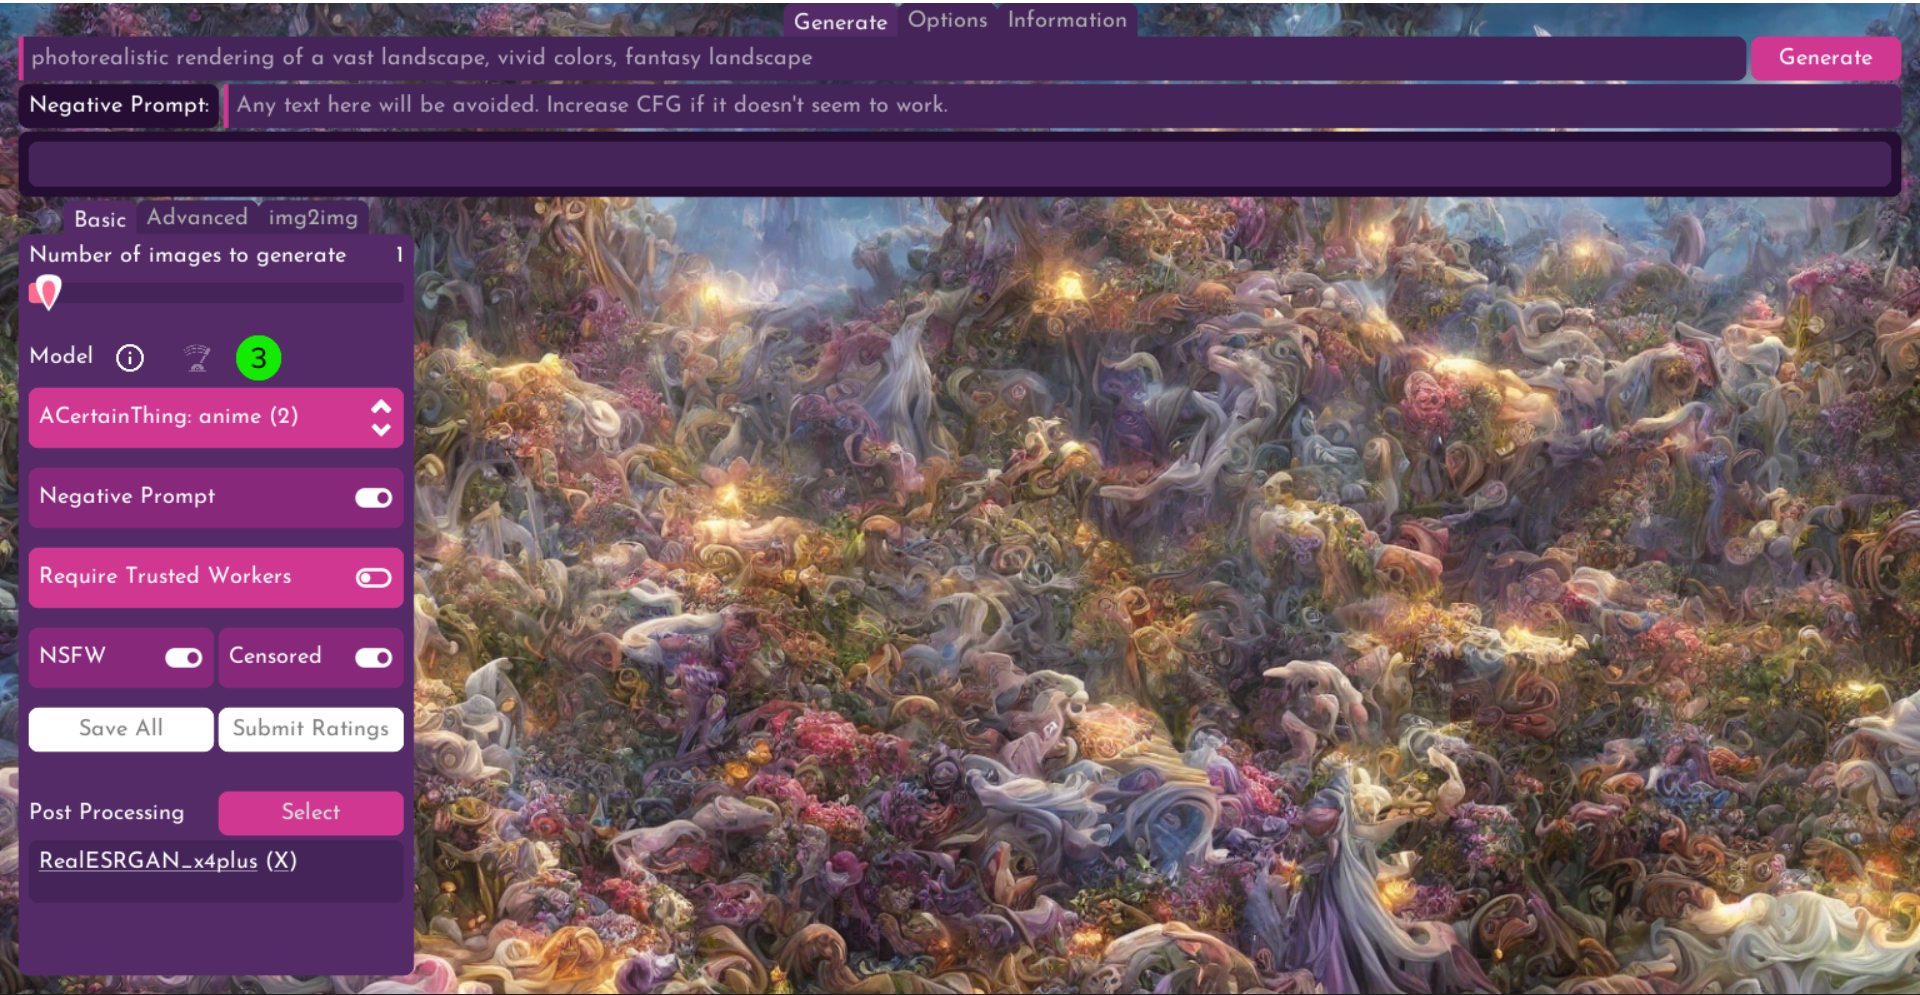 Generate Options Information
photorealistic rendering of a vast landscape, vivid colors, fantasy landscape
Generate
Negative Prompt: Any text here will be avoided. Increase CFG if it doesn't seem to work.
Basic Advanced img2img
Number of images to generate 1
Model i 3
ACertainThing: anime (2)
Negative Prompt
Require Trusted Workers
NSFW Censored
Save All Submit Ratings
Post Processing Select
RealESRGAN_x4plus (X)